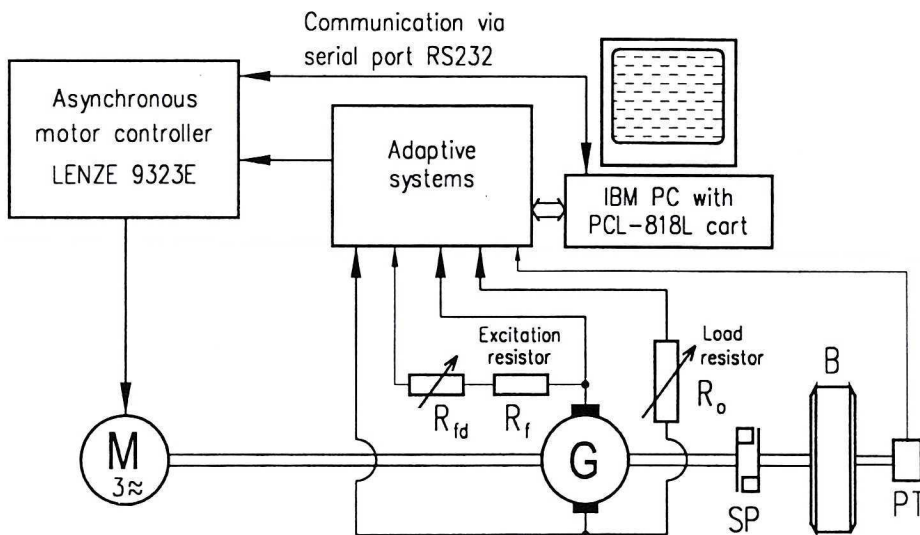 Communication via
serial port RS232
Asynchronous
motor controller
LENZE 9323E
Adaptive
systems
IBM PC with
PCL-818L cart
Excitation
resistor
Load
resistor
R_fd
R_f
R_o
B
M
3≈
G
SP
PT